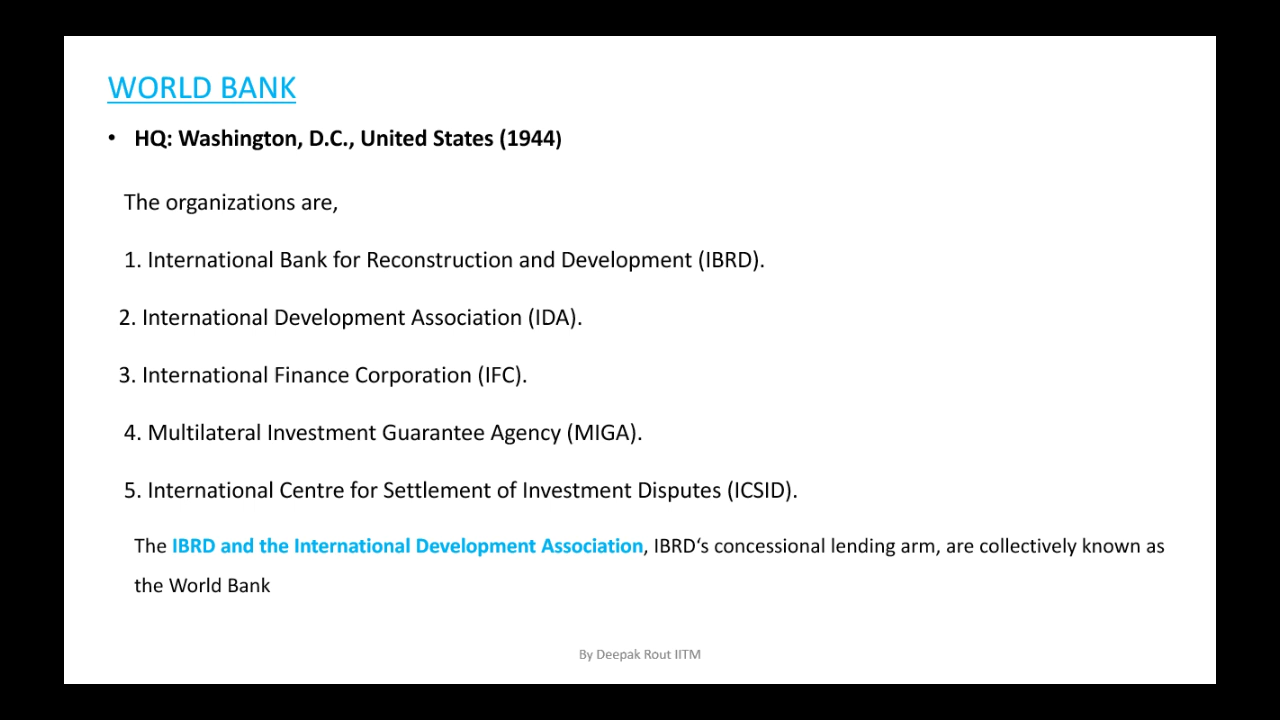 WORLD BANK
• HQ: Washington, D.C., United States (1944)
The organizations are,
1. International Bank for Reconstruction and Development (IBRD).
2. International Development Association (IDA).
3. International Finance Corporation (IFC).
4. Multilateral Investment Guarantee Agency (MIGA).
5. International Centre for Settlement of Investment Disputes (ICSID).
The IBRD and the International Development Association, IBRD‘s concessional lending arm, are collectively known as
the World Bank
By Deepak Rout IITM